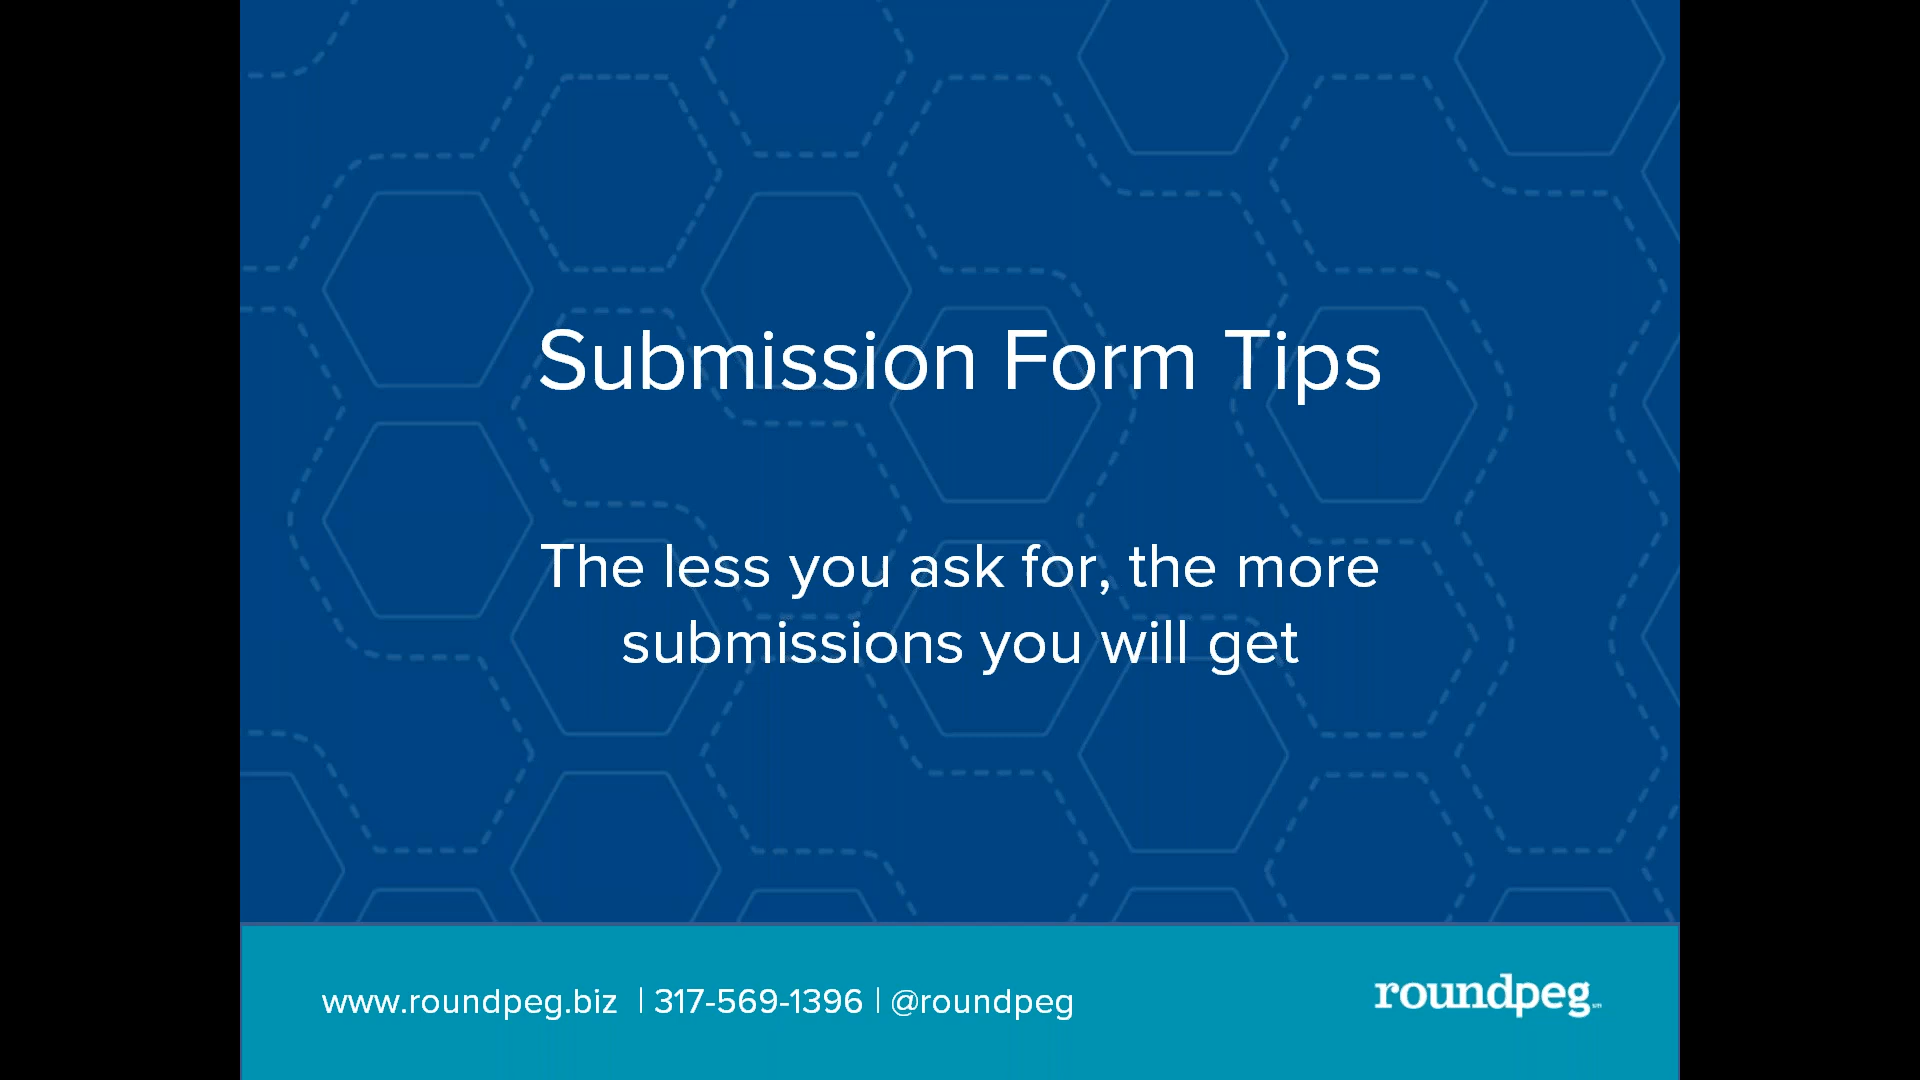 Submission Form Tips
The less you ask for, the more
submissions you will get
www.roundpeg.biz | 317-569-1396 | @roundpeg
roundpeg